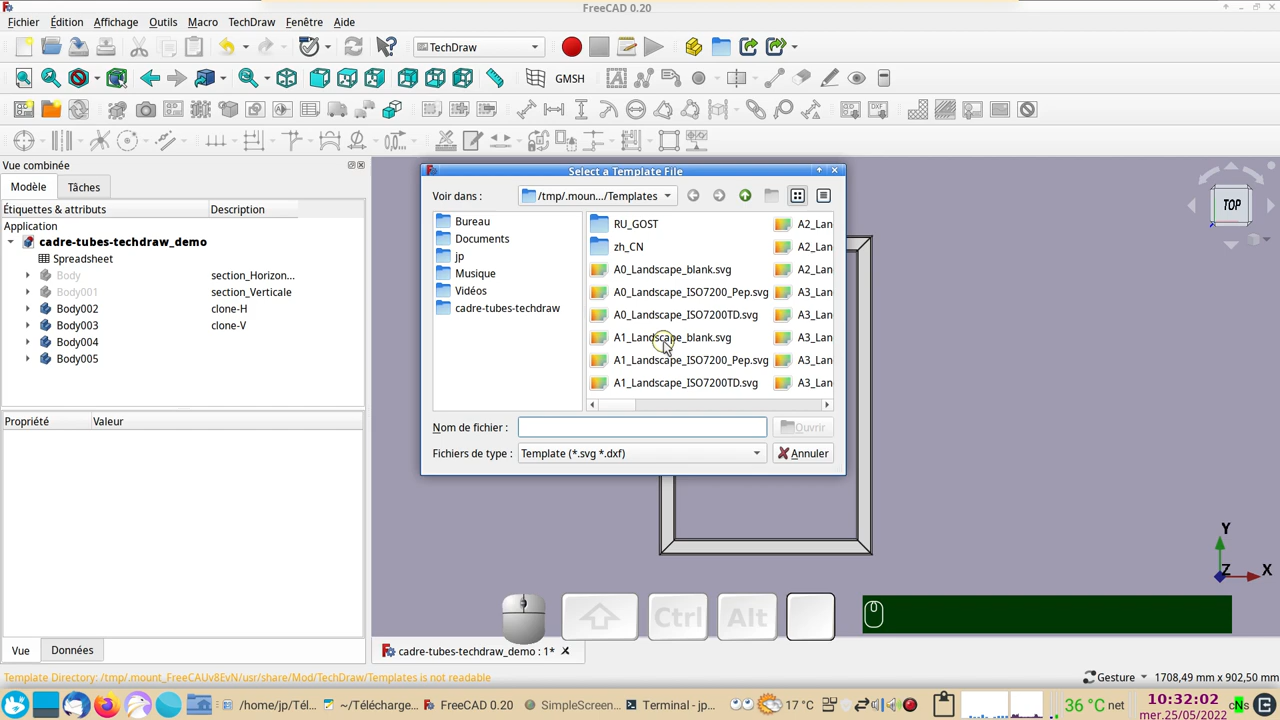 FreeCAD 0.20
Fichier Édition Affichage Outils Macro TechDraw Fenêtre Aide
TechDraw
GMSH
Vue combinée
Modèle Tâches
Étiquettes & attributs Description
Application
cadre-tubes-techdraw_demo
Spreadsheet
Body section_Horizon...
Body001 section_Verticale
Body002 clone-H
Body003 clone-V
Body004
Body005
Propriété Valeur
Vue Données
Select a Template File
Voir dans : /tmp/.moun.../Templates
Bureau
Documents
jp
Musique
Vidéos
cadre-tubes-techdraw
RU_GOST A2_Lan
zh_CN A2_Lan
A0_Landscape_blank.svg A2_Lan
A0_Landscape_ISO7200_Pep.svg A3_Lan
A0_Landscape_ISO7200TD.svg A3_Lan
A1_Landscape_blank.svg A3_Lan
A1_Landscape_ISO7200_Pep.svg A3_Lan
A1_Landscape_ISO7200TD.svg A3_Lan
Nom de fichier : Ouvrir
Fichiers de type : Template (*.svg *.dxf) Annuler
TOP
Y
Z X
Ctrl Alt
cadre-tubes-techdraw_demo : 1*
Template Directory: /tmp/.mount_FreeCAUv8EvN/usr/share/Mod/TechDraw/Templates is not readable
Gesture 1708,49 mm x 902,50 mm
/home/jp/Tél... ~/Télécharge... FreeCAD 0.20 SimpleScreen... Terminal - jp... 17 °C 36 °C 10:32:02
mer.25/05/2022